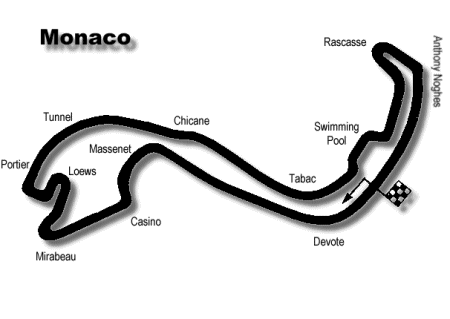 Monaco
Rascasse
Anthony Noghes
Tunnel
Chicane
Swimming
Pool
Massenet
Portier
Loews
Tabac
Casino
Devote
Mirabeau